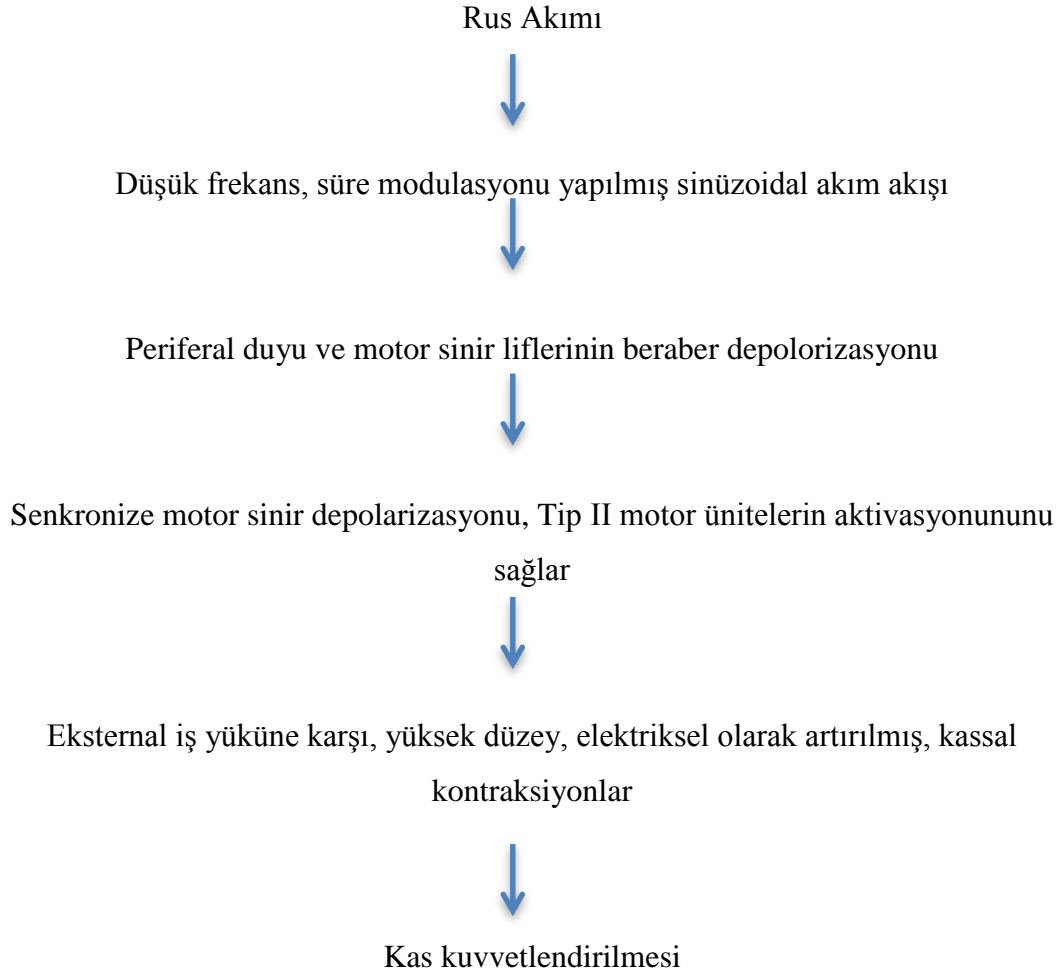 Rus Akımı
Düşük frekans, süre modulasyonu yapılmış sinüzoidal akım akışı
Periferal duyu ve motor sinir liflerinin beraber depolorizasyonu
Senkronize motor sinir depolarizasyonu, Tip II motor ünitelerin aktivasyonununu
sağlar
Eksternal iş yüküne karşı, yüksek düzey, elektriksel olarak artırılmış, kassal
kontraksiyonlar
Kas kuvvetlendirilmesi